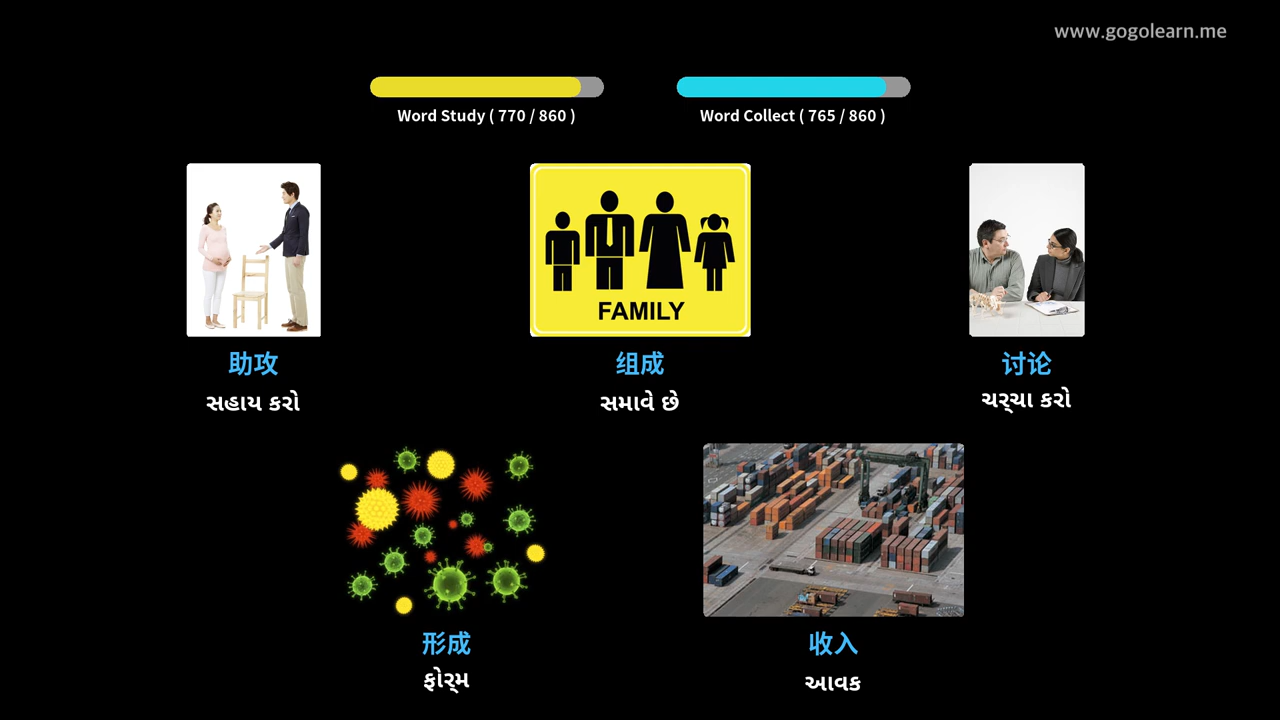 www.gogolearn.me
Word Study ( 770 / 860 )
Word Collect ( 765 / 860 )
FAMILY
助攻
组成
讨论
સહાય કરો
સમાવે છે
ચર્ચા કરો
形成
收入
ફોર્મ
આવક